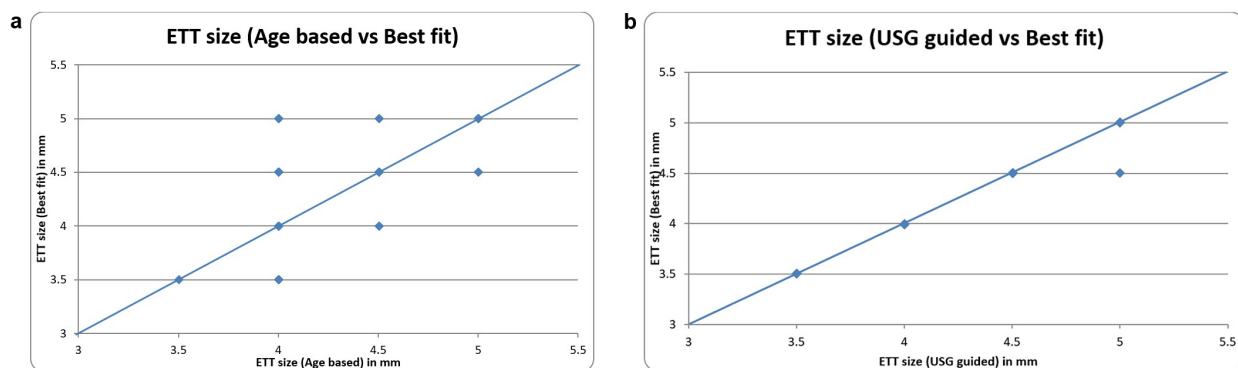 a
ETT size (Age based vs Best fit)
5.5
5
4.5
4
3.5
3
ETT size (Best fit) in mm
3 3.5 4 4.5 5 5.5
ETT size (Age based) in mm
b
ETT size (USG guided vs Best fit)
5.5
5
4.5
4
3.5
3
ETT size (Best fit) in mm
3 3.5 4 4.5 5 5.5
ETT size (USG guided) in mm